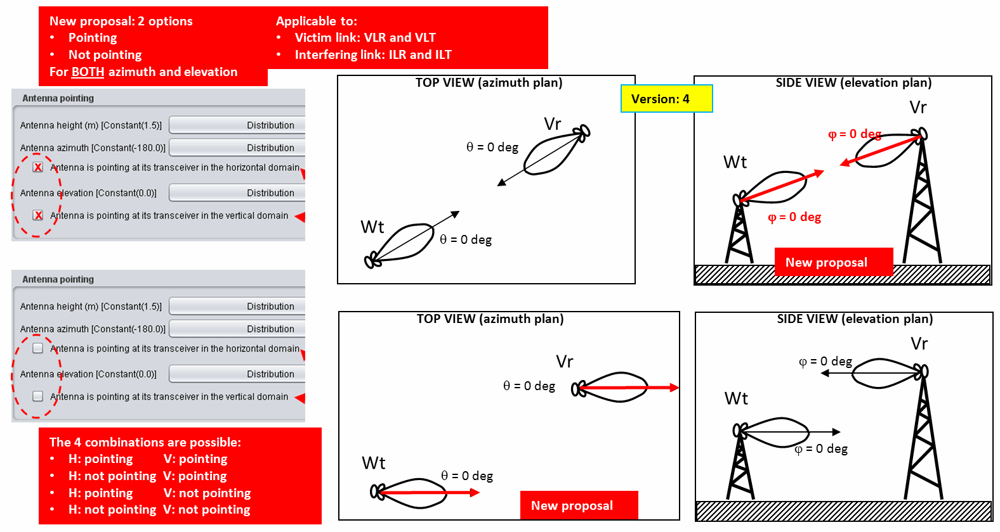 New proposal: 2 options
• Pointing
• Not pointing
For BOTH azimuth and elevation
Applicable to:
• Victim link: VLR and VLT
• Interfering link: ILR and ILT
Antenna pointing
Antenna height (m) [Constant(1.5)]
Distribution
Antenna azimuth [Constant(-180.0)]
Distribution
X Antenna is pointing at its transceiver in the horizontal domain
Antenna elevation [Constant(0.0)]
Distribution
X Antenna is pointing at its transceiver in the vertical domain
TOP VIEW (azimuth plan)
Vr
θ = 0 deg
Wt
θ = 0 deg
Version: 4
SIDE VIEW (elevation plan)
Vr
φ = 0 deg
Wt
φ = 0 deg
New proposal
Antenna pointing
Antenna height (m) [Constant(1.5)]
Distribution
Antenna azimuth [Constant(-180.0)]
Distribution
Antenna is pointing at its transceiver in the horizontal domain
Antenna elevation [Constant(0.0)]
Distribution
Antenna is pointing at its transceiver in the vertical domain
TOP VIEW (azimuth plan)
Vr
θ = 0 deg
Wt
θ = 0 deg
New proposal
SIDE VIEW (elevation plan)
Vr
φ = 0 deg
Wt
φ = 0 deg
The 4 combinations are possible:
• H: pointing V: pointing
• H: not pointing V: pointing
• H: pointing V: not pointing
• H: not pointing V: not pointing